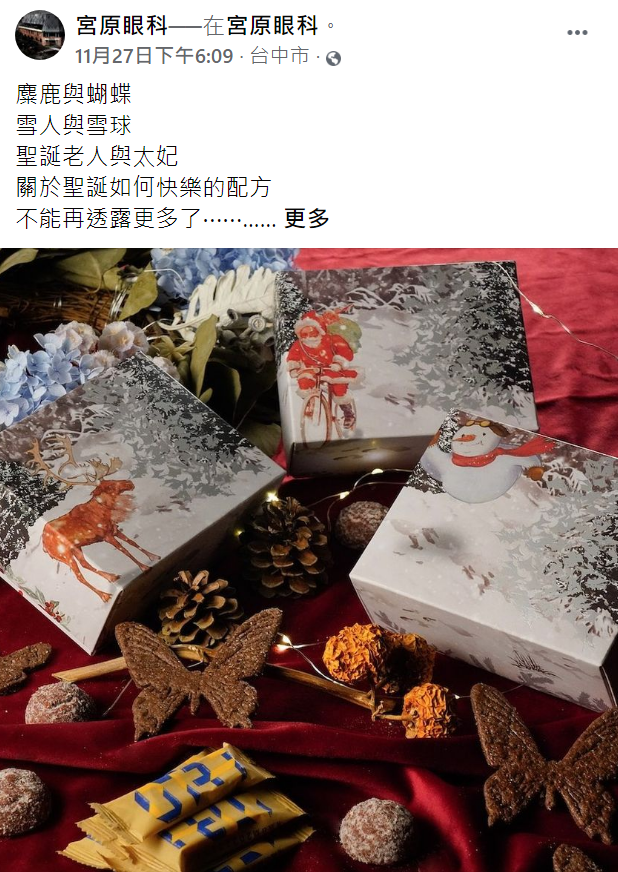 宮原眼科──在宮原眼科。
11月27日下午6:09 · 台中市 ·
麋鹿與蝴蝶
雪人與雪球
聖誕老人與太妃
關於聖誕如何快樂的配方
不能再透露更多了⋯⋯...... 更多